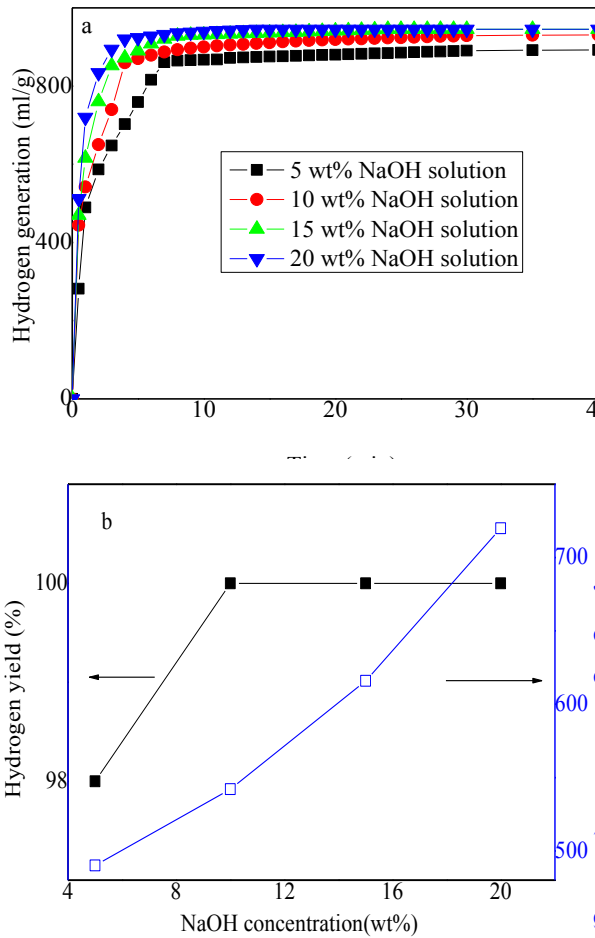 a
Hydrogen generation (ml/g)
800
400
0
5 wt% NaOH solution
10 wt% NaOH solution
15 wt% NaOH solution
20 wt% NaOH solution
0 10 20 30
b
Hydrogen yield (%)
100
98
700
600
500
4 8 12 16 20
NaOH concentration(wt%)